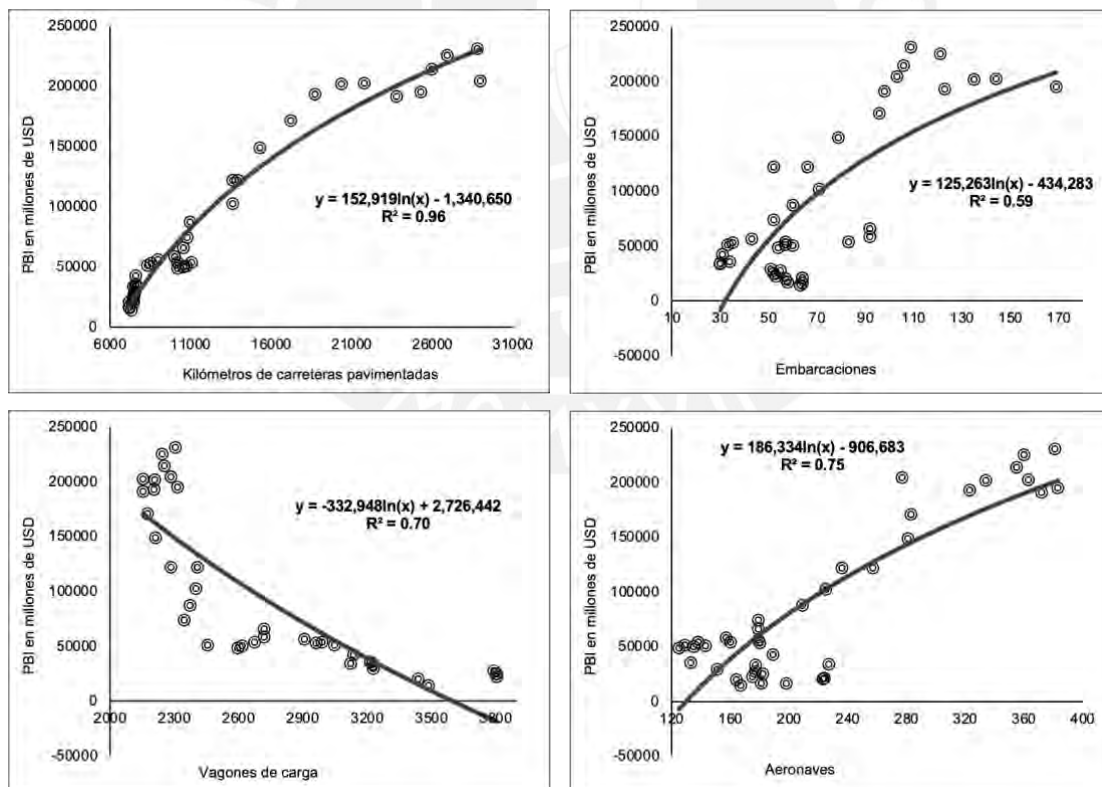 250000
200000
150000
100000
50000
0
PBI en millones de USD
y = 152,919ln(x) - 1,340,650
R² = 0.96
6000 11000 16000 21000 26000 31000
Kilómetros de carreteras pavimentadas
250000
200000
150000
100000
50000
0
-50000
PBI en millones de USD
y = 125,263ln(x) - 434,283
R² = 0.59
10 30 50 70 90 110 130 150 170
Embarcaciones
250000
200000
150000
100000
50000
0
-50000
PBI en millones de USD
y = -332,948ln(x) + 2,726,442
R² = 0.70
2000 2300 2600 2900 3200 3500 3800
Vagones de carga
250000
200000
150000
100000
50000
0
-50000
PBI en millones de USD
y = 186,334ln(x) - 906,683
R² = 0.75
120 160 200 240 280 320 360 400
Aeronaves